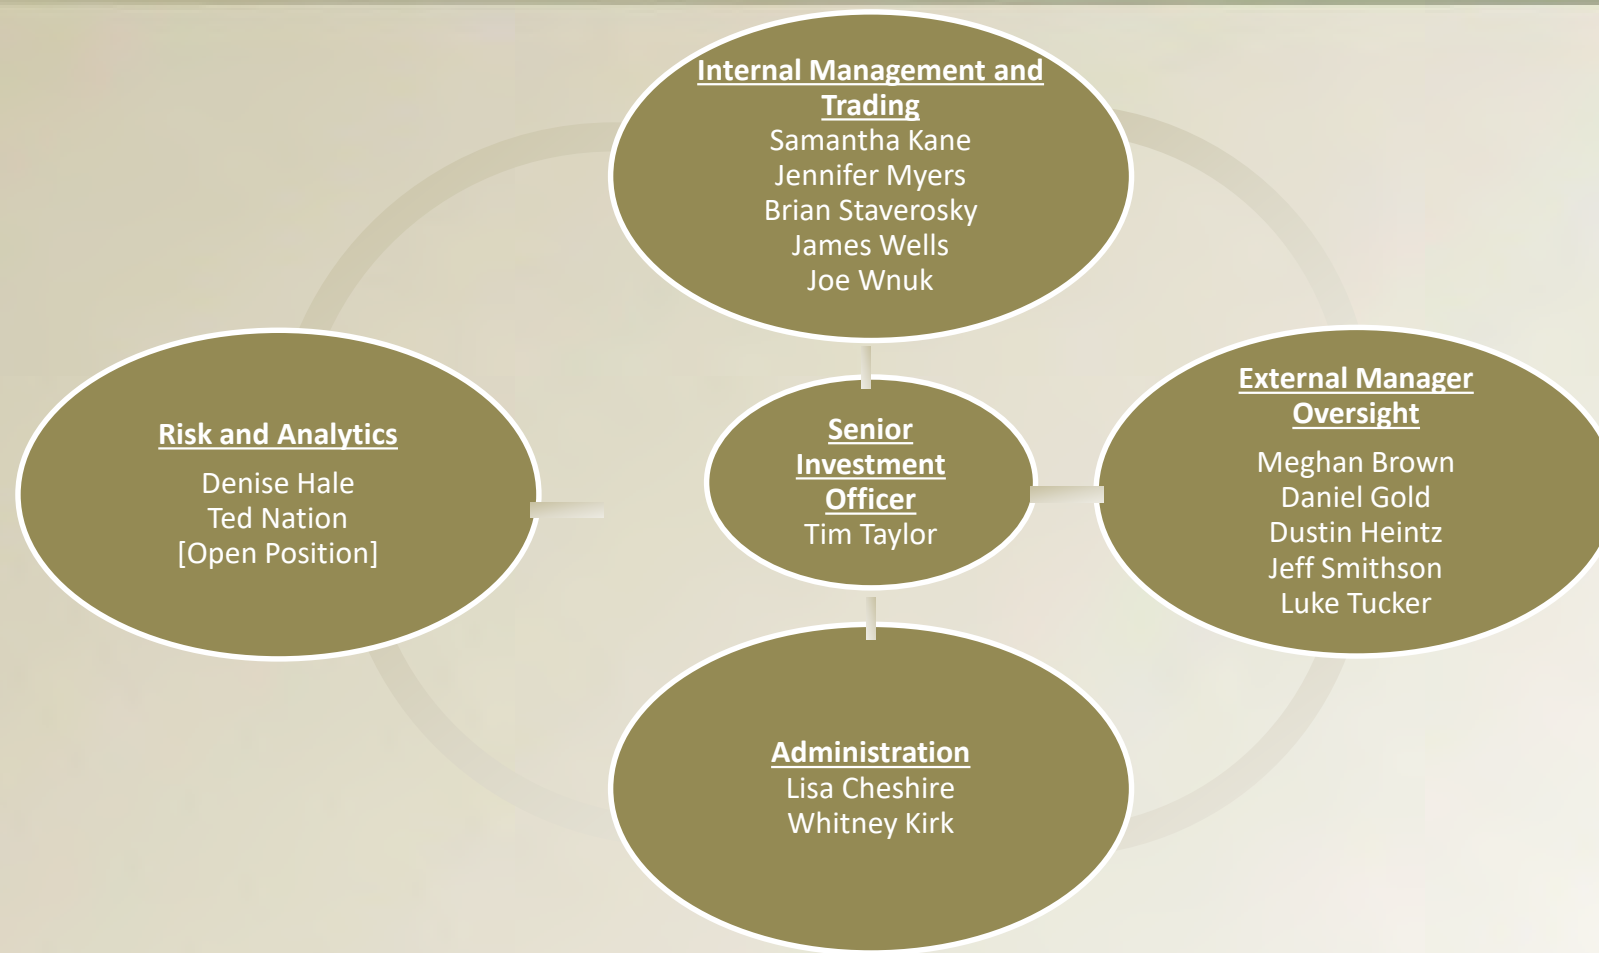 Internal Management and
Trading
Samantha Kane
Jennifer Myers
Brian Staverosky
James Wells
Joe Wnuk
Risk and Analytics
Denise Hale
Ted Nation
[Open Position]
Senior
Investment
Officer
Tim Taylor
External Manager
Oversight
Meghan Brown
Daniel Gold
Dustin Heintz
Jeff Smithson
Luke Tucker
Administration
Lisa Cheshire
Whitney Kirk